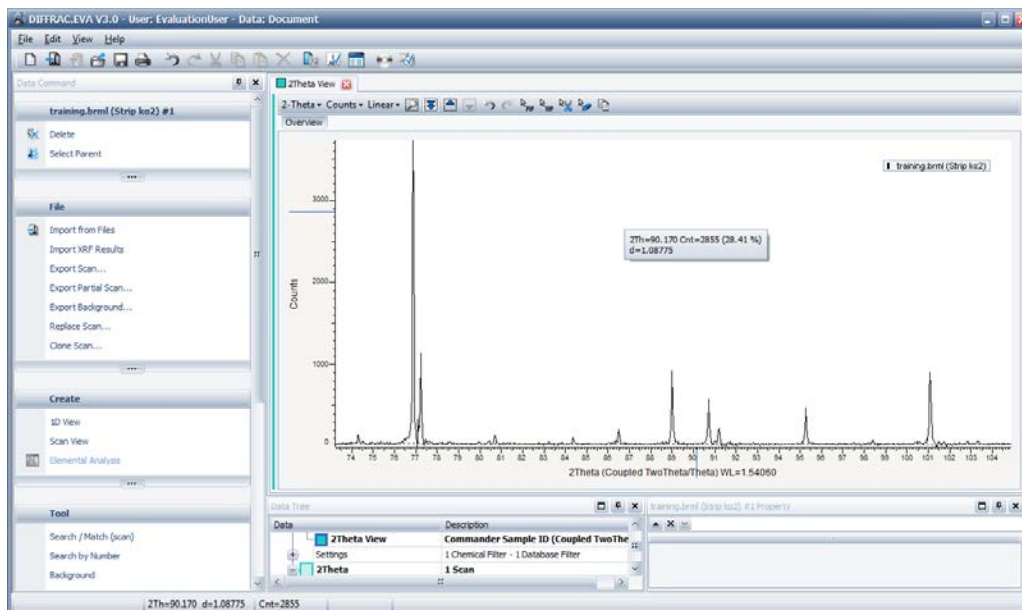 DIFFRAC.EVA V3.0 - User: EvaluationUser - Data: Document
File Edit View Help
Data Command
training.brml (Strip kα2) #1
Delete
Select Parent
File
Import from Files
Import XRF Results
Export Scan...
Export Partial Scan...
Export Background...
Replace Scan...
Clone Scan...
Create
1D View
Scan View
Elemental Analysis
Tool
Search / Match (scan)
Search by Number
Background
2Theta View
2-Theta Counts Linear
Overview
training.brml (Strip kα2)
2Th=90.170 Cnt=2855 (28.41 %)
d=1.08775
Counts
3000
2000
1000
0
74 75 76 77 78 79 80 81 82 83 84 85 86 87 88 89 90 91 92 93 94 95 96 97 98 99 100 101 102 103 104
2Theta (Coupled TwoTheta/Theta) WL=1.54060
Data Tree
Data Description
2Theta View Commander Sample ID (Coupled TwoThe
Settings 1 Chemical Filter - 1 Database Filter
2Theta 1 Scan
training.brml (Strip kα2) #1 Property
2Th=90.170 d=1.08775 Cnt=2855